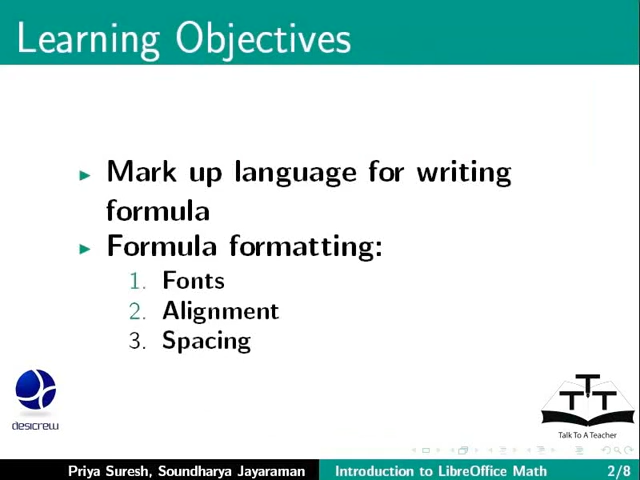 Learning Objectives
Mark up language for writing
formula
Formula formatting:
1. Fonts
2. Alignment
3. Spacing
desicrew
TTT
Talk To A Teacher
Priya Suresh, Soundharya Jayaraman
Introduction to LibreOffice Math
2/8